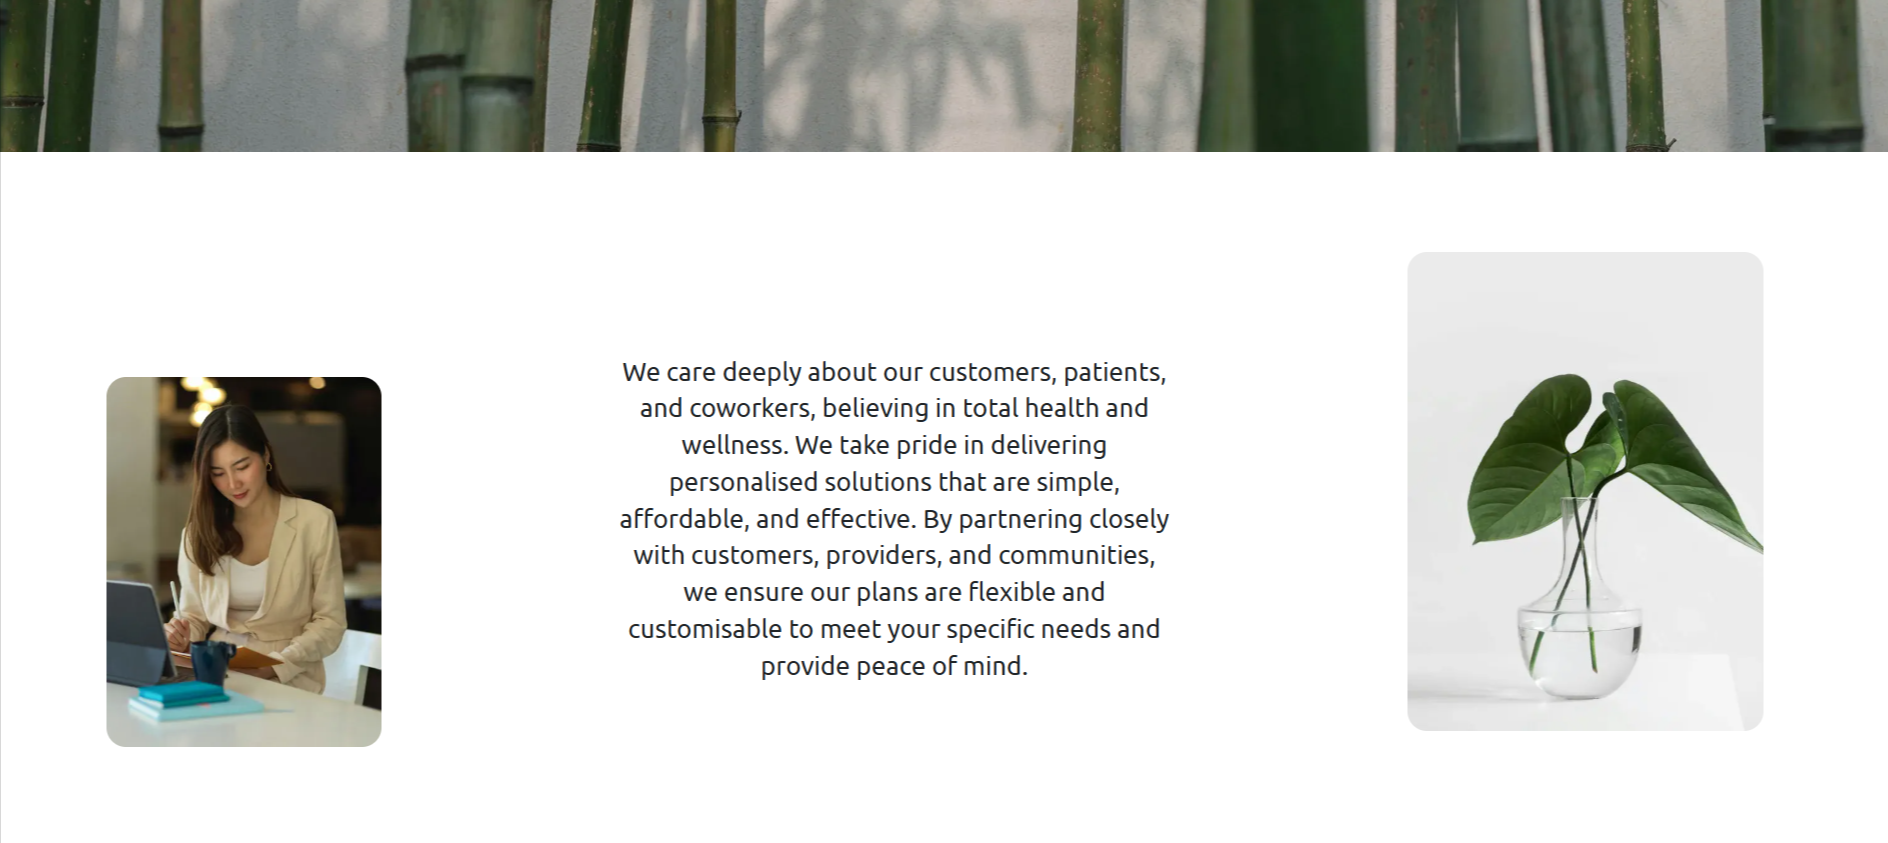 We care deeply about our customers, patients,
and coworkers, believing in total health and
wellness. We take pride in delivering
personalised solutions that are simple,
affordable, and effective. By partnering closely
with customers, providers, and communities,
we ensure our plans are flexible and
customisable to meet your specific needs and
provide peace of mind.